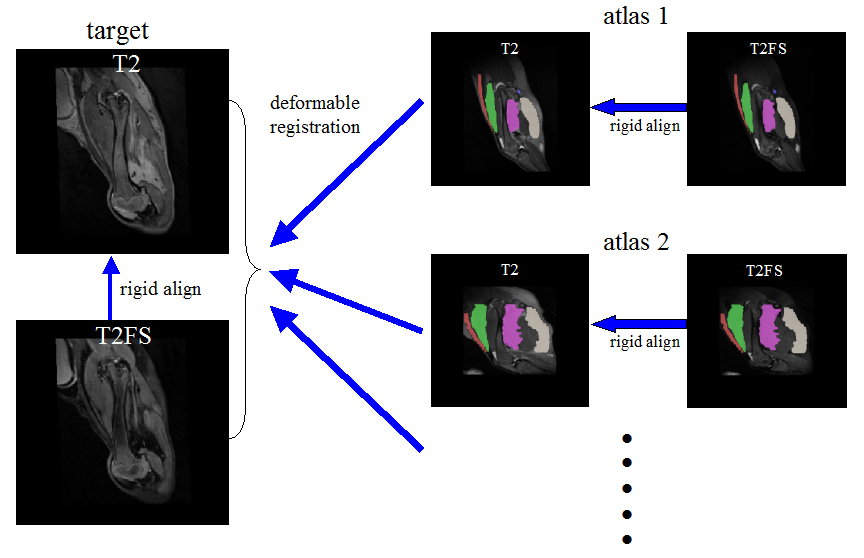 target
T2
T2FS
rigid align
deformable
registration
atlas 1
T2
T2FS
rigid align
atlas 2
T2
T2FS
rigid align